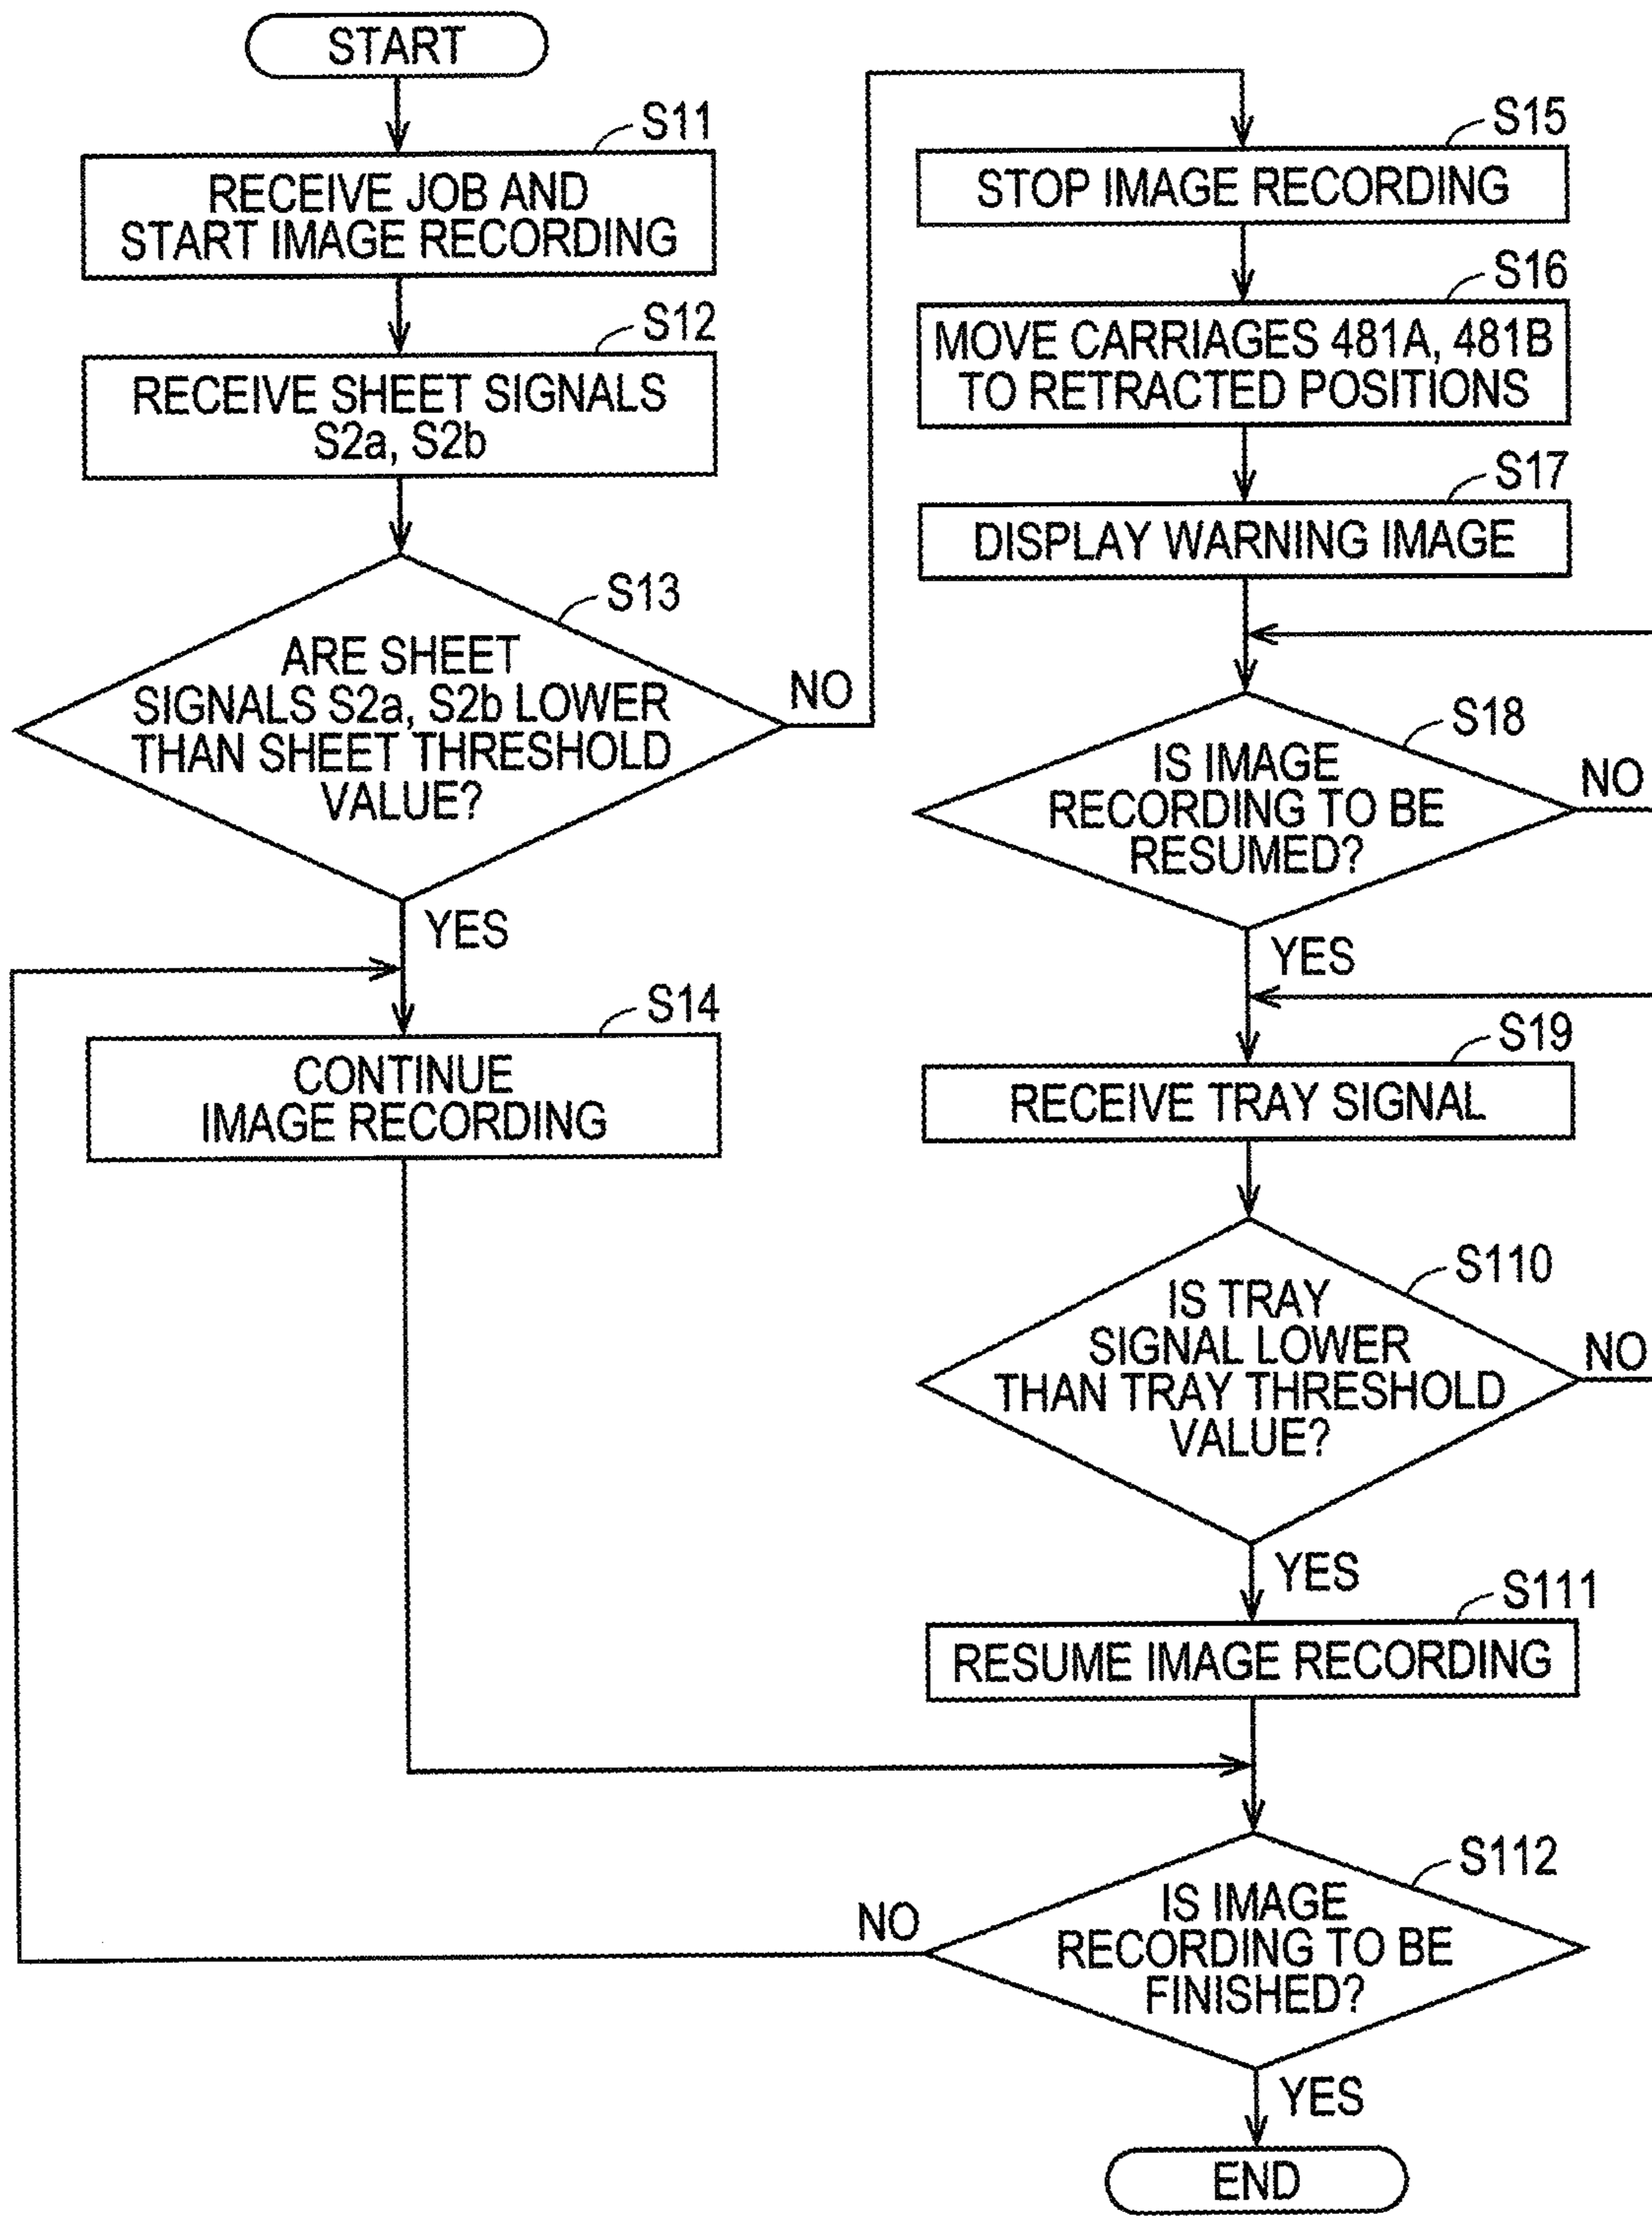 START
S11
RECEIVE JOB AND
START IMAGE RECORDING
S12
RECEIVE SHEET SIGNALS
S2a, S2b
S13
ARE SHEET
SIGNALS S2a, S2b LOWER
THAN SHEET THRESHOLD
VALUE?
NO
YES
S14
CONTINUE
IMAGE RECORDING
S15
STOP IMAGE RECORDING
S16
MOVE CARRIAGES 481A, 481B
TO RETRACTED POSITIONS
S17
DISPLAY WARNING IMAGE
S18
IS IMAGE
RECORDING TO BE
RESUMED?
NO
YES
S19
RECEIVE TRAY SIGNAL
S110
IS TRAY
SIGNAL LOWER
THAN TRAY THRESHOLD
VALUE?
NO
YES
S111
RESUME IMAGE RECORDING
S112
IS IMAGE
RECORDING TO BE
FINISHED?
NO
YES
END